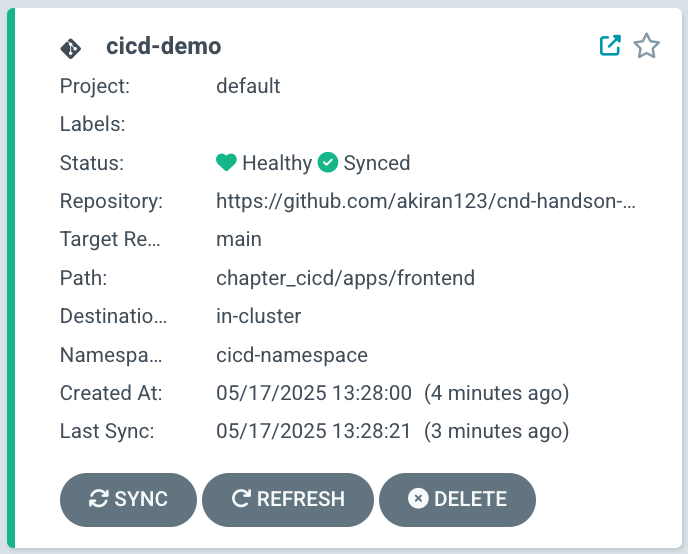 cicd-demo
Project: default
Labels:
Status: Healthy Synced
Repository: https://github.com/akiran123/cnd-handson-...
Target Re... main
Path: chapter_cicd/apps/frontend
Destinatio... in-cluster
Namespa... cicd-namespace
Created At: 05/17/2025 13:28:00 (4 minutes ago)
Last Sync: 05/17/2025 13:28:21 (3 minutes ago)
SYNC REFRESH DELETE